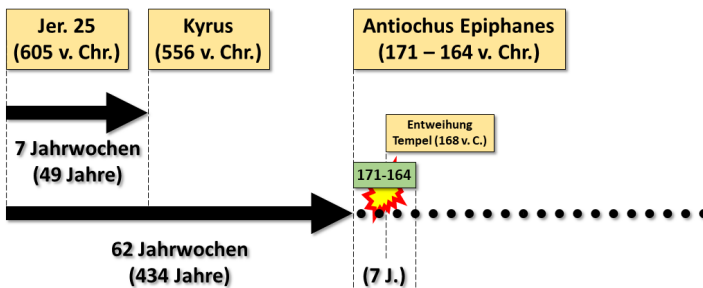 Jer. 25
(605 v. Chr.)
Kyrus
(556 v. Chr.)
Antiochus Epiphanes
(171 – 164 v. Chr.)
Entweihung
Tempel (168 v. C.)
7 Jahrwochen
(49 Jahre)
171-164
62 Jahrwochen
(434 Jahre)
(7 J.)